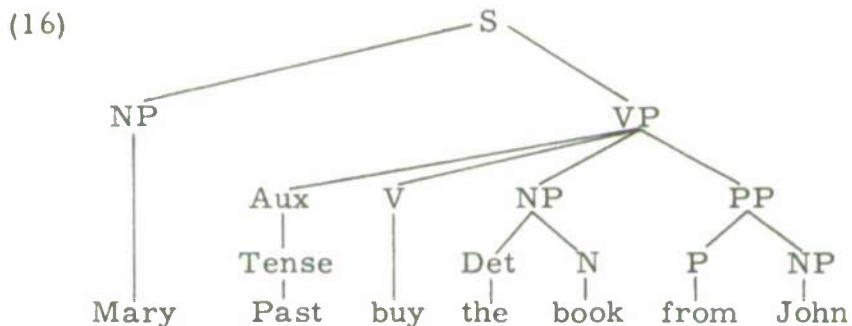 (16) S
NP VP
Aux V NP PP
Tense Det N P NP
Mary Past buy the book from John